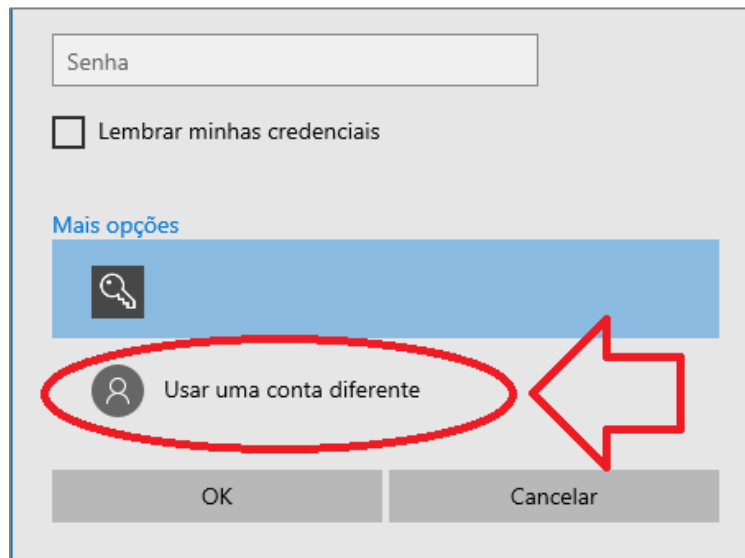 Senha
Lembrar minhas credenciais
Mais opções
Usar uma conta diferente
OK
Cancelar